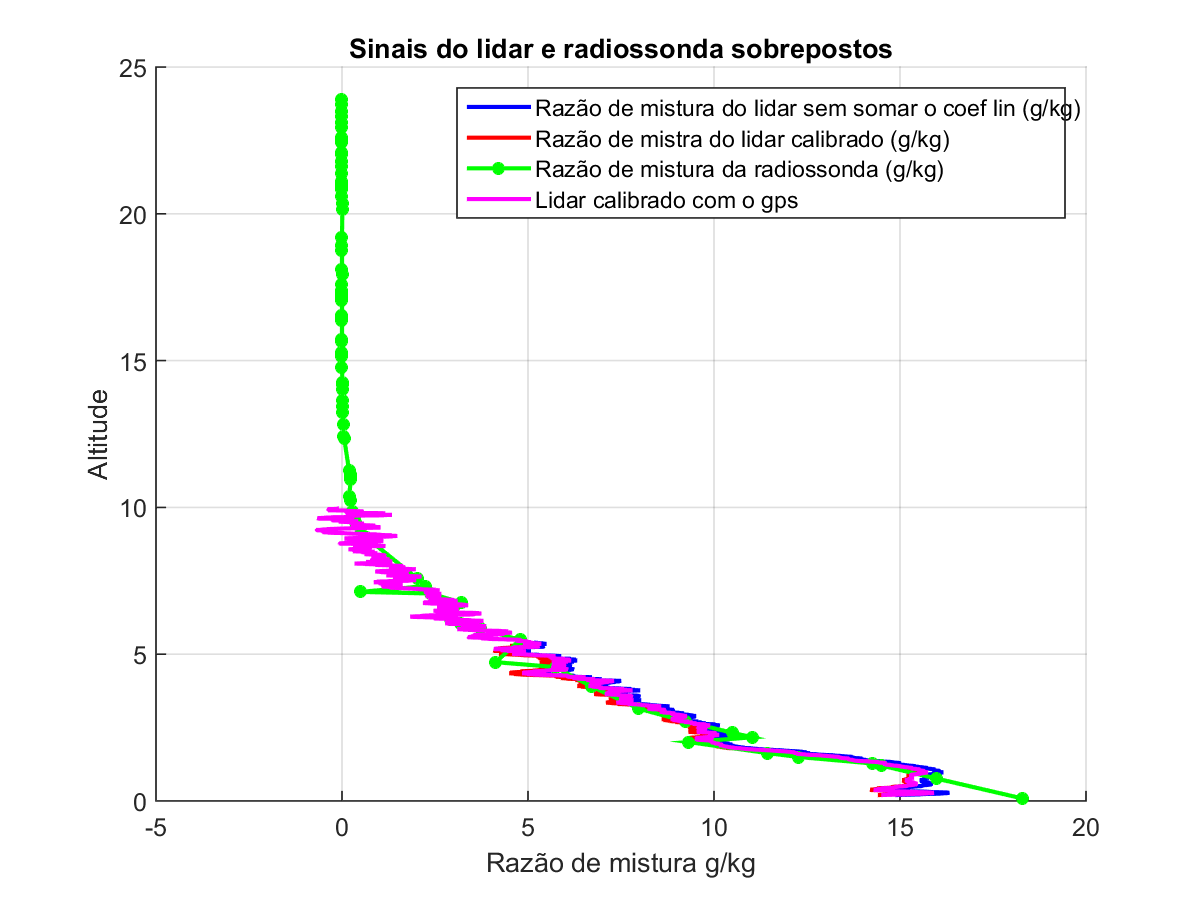 Sinais do lidar e radiossonda sobrepostos
25
20
15
10
5
0
Altitude
Razão de mistura do lidar sem somar o coef lin (g/kg)
Razão de mistra do lidar calibrado (g/kg)
Razão de mistura da radiossonda (g/kg)
Lidar calibrado com o gps
-5 0 5 10 15 20
Razão de mistura g/kg